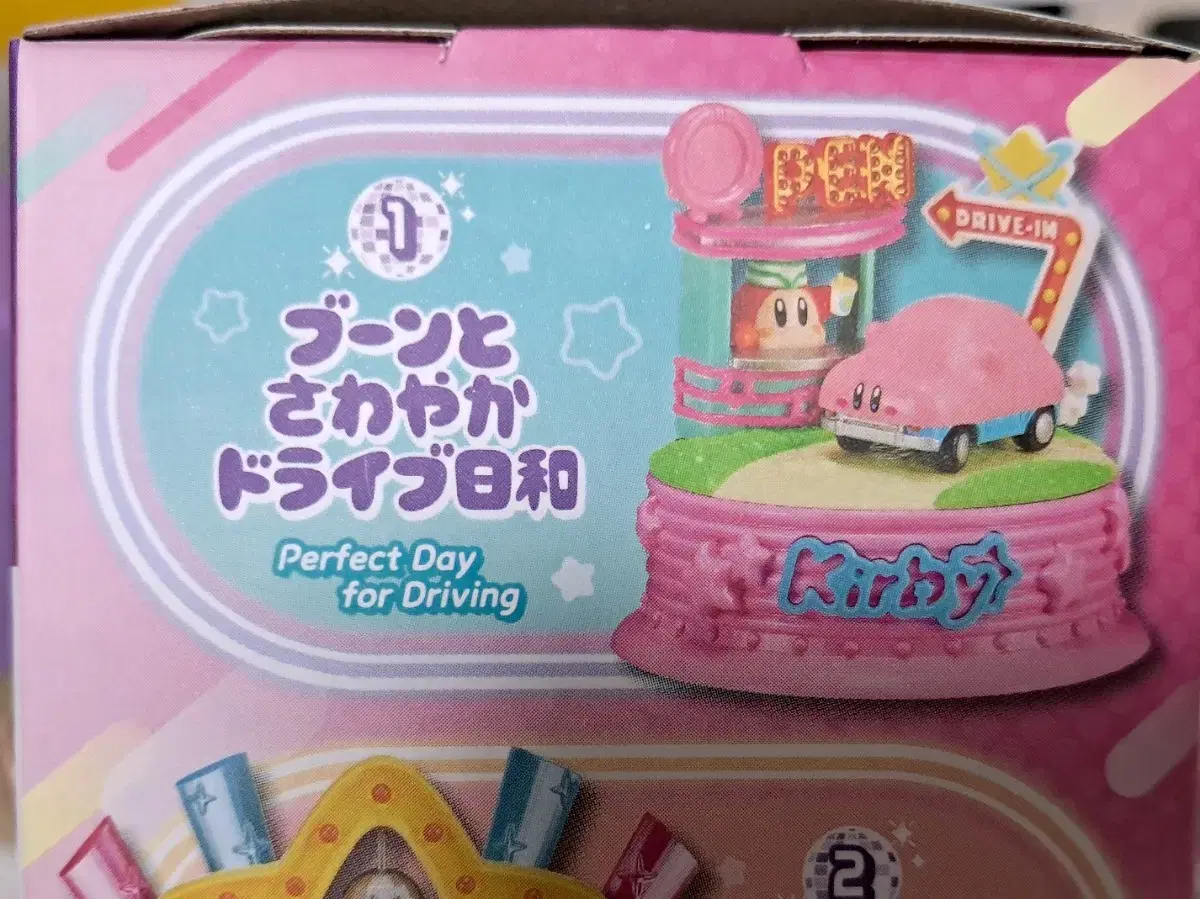 1
ブーンと
さわやか
ドライブ日和
Perfect Day
for Driving
DRIVE-IN
Kirby
2